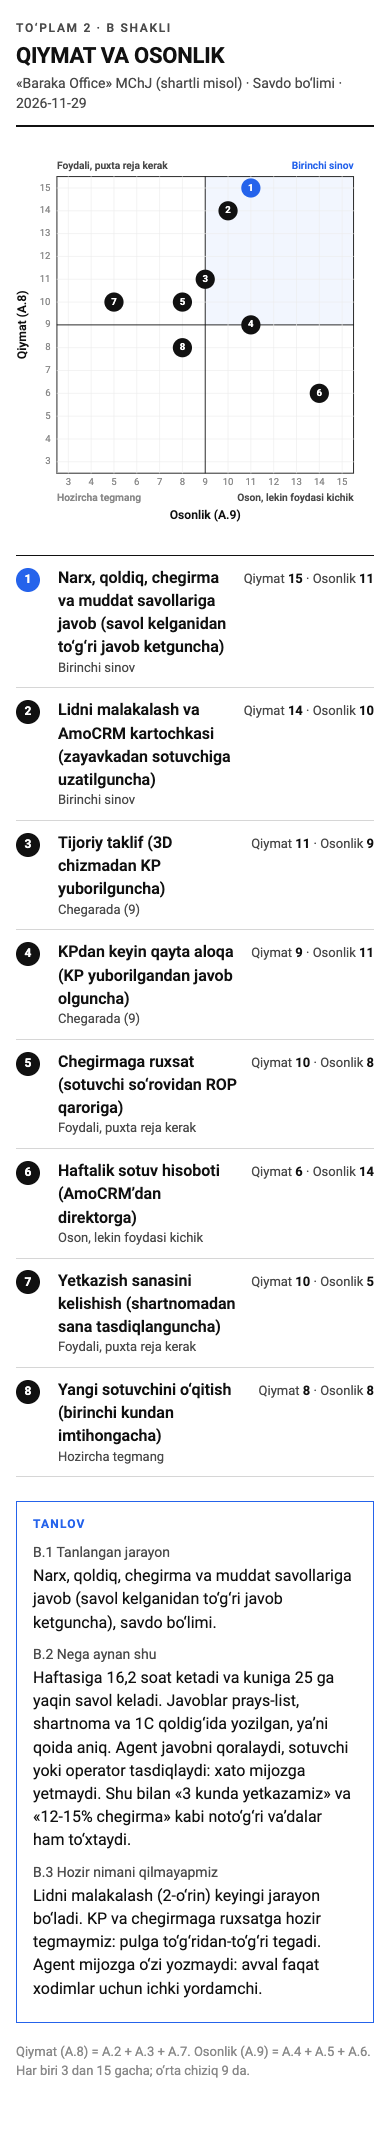 TO‘PLAM 2 · B SHAKLI
QIYMAT VA OSONLIK
«Baraka Office» MChJ (shartli misol) · Savdo bo‘limi ·
2026-11-29
Foydali, puxta reja kerak
Birinchi sinov
Qiymat (A.8)
15
14
13
12
11
10
9
8
7
6
5
4
3
1
2
3
7
5
4
8
6
3 4 5 6 7 8 9 10 11 12 13 14 15
Hozircha tegmang
Oson, lekin foydasi kichik
Osonlik (A.9)
1
Narx, qoldiq, chegirma
va muddat savollariga
javob (savol kelganidan
to‘g‘ri javob ketguncha)
Birinchi sinov
Qiymat 15 · Osonlik 11
2
Lidni malakalash va
AmoCRM kartochkasi
(zayavkadan sotuvchiga
uzatilguncha)
Birinchi sinov
Qiymat 14 · Osonlik 10
3
Tijoriy taklif (3D
chizmadan KP
yuborilguncha)
Chegarada (9)
Qiymat 11 · Osonlik 9
4
KPdan keyin qayta aloqa
(KP yuborilgandan javob
olguncha)
Chegarada (9)
Qiymat 9 · Osonlik 11
5
Chegirmaga ruxsat
(sotuvchi so‘rovidan ROP
qaroriga)
Foydali, puxta reja kerak
Qiymat 10 · Osonlik 8
6
Haftalik sotuv hisoboti
(AmoCRM’dan
direktorga)
Oson, lekin foydasi kichik
Qiymat 6 · Osonlik 14
7
Yetkazish sanasini
kelishish (shartnomadan
sana tasdiqlanguncha)
Foydali, puxta reja kerak
Qiymat 10 · Osonlik 5
8
Yangi sotuvchini o‘qitish
(birinchi kundan
imtihongacha)
Hozircha tegmang
Qiymat 8 · Osonlik 8
TANLOV
B.1 Tanlangan jarayon
Narx, qoldiq, chegirma va muddat savollariga
javob (savol kelganidan to‘g‘ri javob
ketguncha), savdo bo‘limi.
B.2 Nega aynan shu
Haftasiga 16,2 soat ketadi va kuniga 25 ga
yaqin savol keladi. Javoblar prays-list,
shartnoma va 1C qoldig‘ida yozilgan, ya’ni
qoida aniq. Agent javobni qoralaydi, sotuvchi
yoki operator tasdiqlaydi: xato mijozga
yetmaydi. Shu bilan «3 kunda yetkazamiz» va
«12-15% chegirma» kabi noto‘g‘ri va’dalar
ham to‘xtaydi.
B.3 Hozir nimani qilmayapmiz
Lidni malakalash (2-o‘rin) keyingi jarayon
bo‘ladi. KP va chegirmaga ruxsatga hozir
tegmaymiz: pulga to‘g‘ridan-to‘g‘ri tegadi.
Agent mijozga o‘zi yozmaydi: avval faqat
xodimlar uchun ichki yordamchi.
Qiymat (A.8) = A.2 + A.3 + A.7. Osonlik (A.9) = A.4 + A.5 + A.6.
Har biri 3 dan 15 gacha; o‘rta chiziq 9 da.